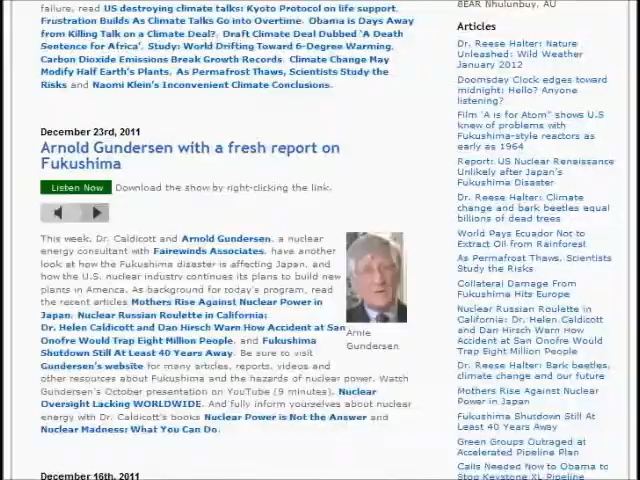 failure, read US destroying climate talks: Kyoto Protocol on life support,
Frustration Builds As Climate Talks Go into Overtime, Obama is Days Away
from Killing Talk on a Climate Deal?, Draft Climate Deal Dubbed 'A Death
Sentence for Africa', Study: World Drifting Toward 6-Degree Warming,
Carbon Dioxide Emissions Break Growth Records, Climate Change May
Modify Half Earth's Plants, As Permafrost Thaws, Scientists Study the
Risks and Naomi Klein's Inconvenient Climate Conclusions.
December 23rd, 2011
Arnold Gundersen with a fresh report on
Fukushima
Listen Now Download the show by right-clicking the link.
This week, Dr. Caldicott and Arnold Gundersen, a nuclear
energy consultant with Fairewinds Associates, have another
look at how the Fukushima disaster is affecting Japan, and
how the U.S. nuclear industry continues its plans to build new
plants in America. As background for today's program, read
the recent articles Mothers Rise Against Nuclear Power in
Japan, Nuclear Russian Roulette in California:
Dr. Helen Caldicott and Dan Hirsch Warn How Accident at San
Onofre Would Trap Eight Million People, and Fukushima
Shutdown Still At Least 40 Years Away. Be sure to visit
Gundersen's website for many articles, reports, videos and
other resources about Fukushima and the hazards of nuclear power. Watch
Gundersen's October presentation on YouTube (9 minutes), Nuclear
Oversight Lacking WORLDWIDE. And fully inform yourselves about nuclear
energy with Dr. Caldicott's books Nuclear Power is Not the Answer and
Nuclear Madness: What You Can Do.
Arnie
Gundersen
December 16th, 2011
8EAR Nhulunbuy, AU
Articles
Dr. Reese Halter: Nature
Unleashed: Wild Weather
January 2012
Doomsday Clock edges toward
midnight: Hello? Anyone
listening?
Film "A is for Atom" shows U.S
knew of problems with
Fukushima-style reactors as
early as 1964
Report: US Nuclear Renaissance
Unlikely after Japan's
Fukushima Disaster
Dr. Reese Halter: Climate
change and bark beetles equal
billions of dead trees
World Pays Ecuador Not to
Extract Oil from Rainforest
As Permafrost Thaws, Scientists
Study the Risks
Collateral Damage From
Fukushima Hits Europe
Nuclear Russian Roulette in
California: Dr. Helen Caldicott
and Dan Hirsch Warn How
Accident at San Onofre Would
Trap Eight Million People
Dr. Reese Halter: Bark beetles,
climate change and our future
Mothers Rise Against Nuclear
Power in Japan
Fukushima Shutdown Still At
Least 40 Years Away
Green Groups Outraged at
Accelerated Pipeline Plan
Calls Needed Now to Obama to
Stop Keystone XL Pipeline